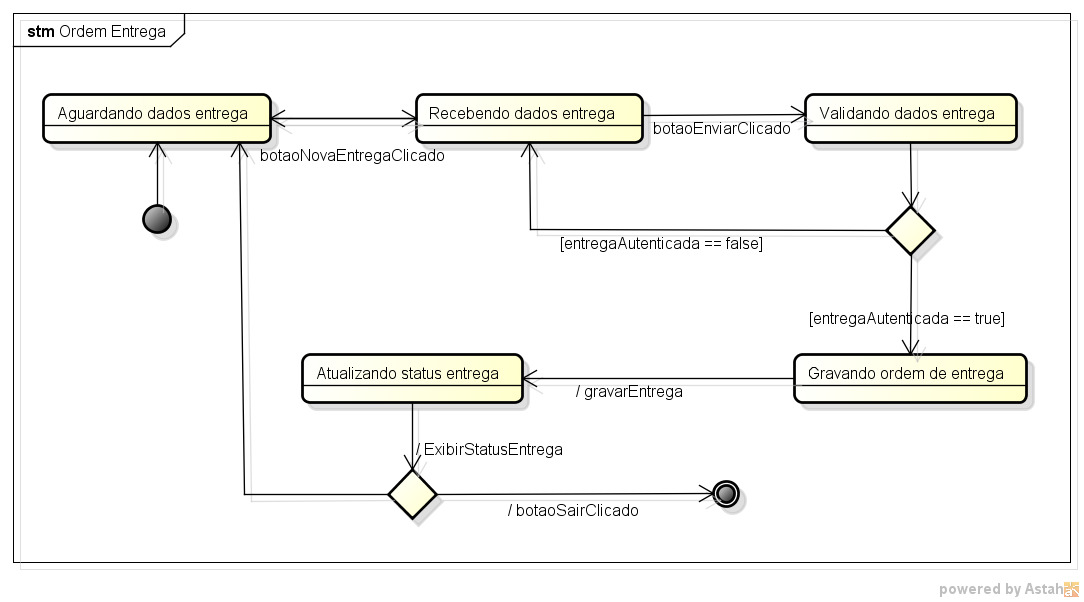 stm Ordem Entrega
Aguardando dados entrega
Recebendo dados entrega
Validando dados entrega
botaoEnviarClicado
botaoNovaEntregaClicado
[entregaAutenticada == false]
[entregaAutenticada == true]
Atualizando status entrega
Gravando ordem de entrega
/ gravarEntrega
/ ExibirStatusEntrega
/ botaoSairClicado
powered by Astah